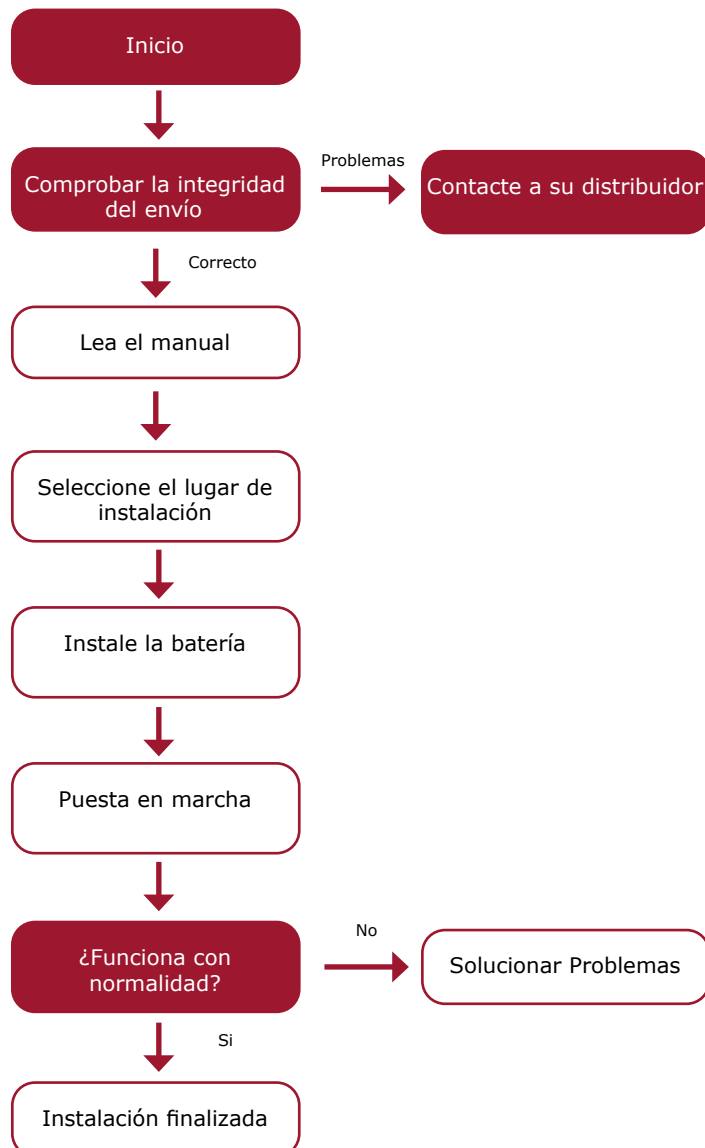 Inicio
Comprobar la integridad
del envío
Problemas
Contacte a su distribuidor
Correcto
Lea el manual
Seleccione el lugar de
instalación
Instale la batería
Puesta en marcha
¿Funciona con
normalidad?
No
Solucionar Problemas
Si
Instalación finalizada